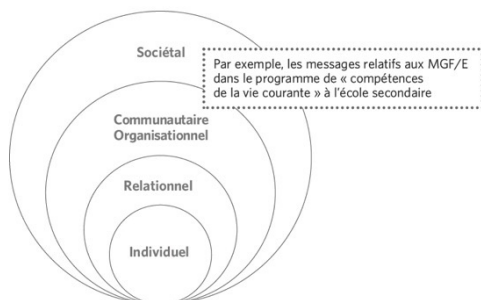 Sociétal
Par exemple, les messages relatifs aux MGF/E
dans le programme de « compétences
de la vie courante » à l'école secondaire
Communautaire
Organisationnel
Relationnel
Individuel